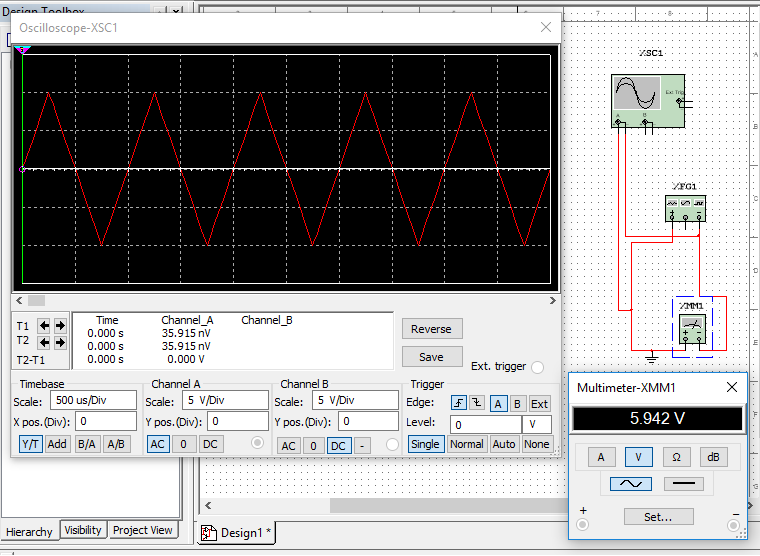 Design Toolbox
Oscilloscope-XSC1
Time Channel_A Channel_B
T1 0.000 s 35.915 nV
T2 0.000 s 35.915 nV
T2-T1 0.000 s 0.000 V
Reverse
Save
Ext. trigger
Timebase
Scale: 500 us/Div
X pos.(Div): 0
Y/T Add B/A A/B
Channel A
Scale: 5 V/Div
Y pos.(Div): 0
AC 0 DC
Channel B
Scale: 5 V/Div
Y pos.(Div): 0
AC 0 DC -
Trigger
Edge: A B Ext
Level: 0 V
Single Normal Auto None
6 7 8
XSC1
Ext Trig
A B
XFG1
XMM1
Multimeter-XMM1
5.942 V
A V Ω dB
+ Set... −
Hierarchy Visibility Project View
Design1 *